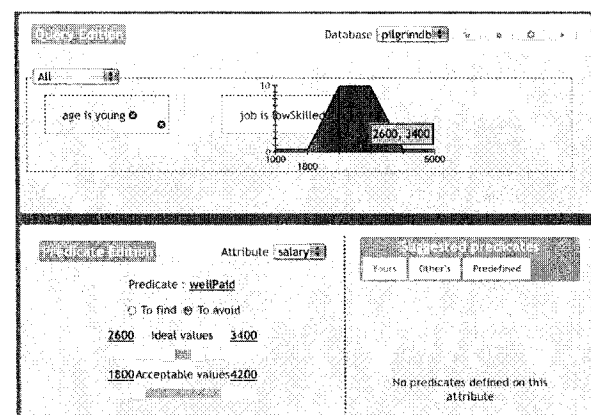 Query Edition
Database pilgrimdb
All
age is young
job is lowSkilled
10
2600, 3400
0
1000
5000
1800
Predicate Edition
Attribute salary
Predicate : wellPaid
To find To avoid
2600 Ideal values 3400
1800 Acceptable values 4200
Suggested predicates
Yours Other's Predefined
No predicates defined on this
attribute